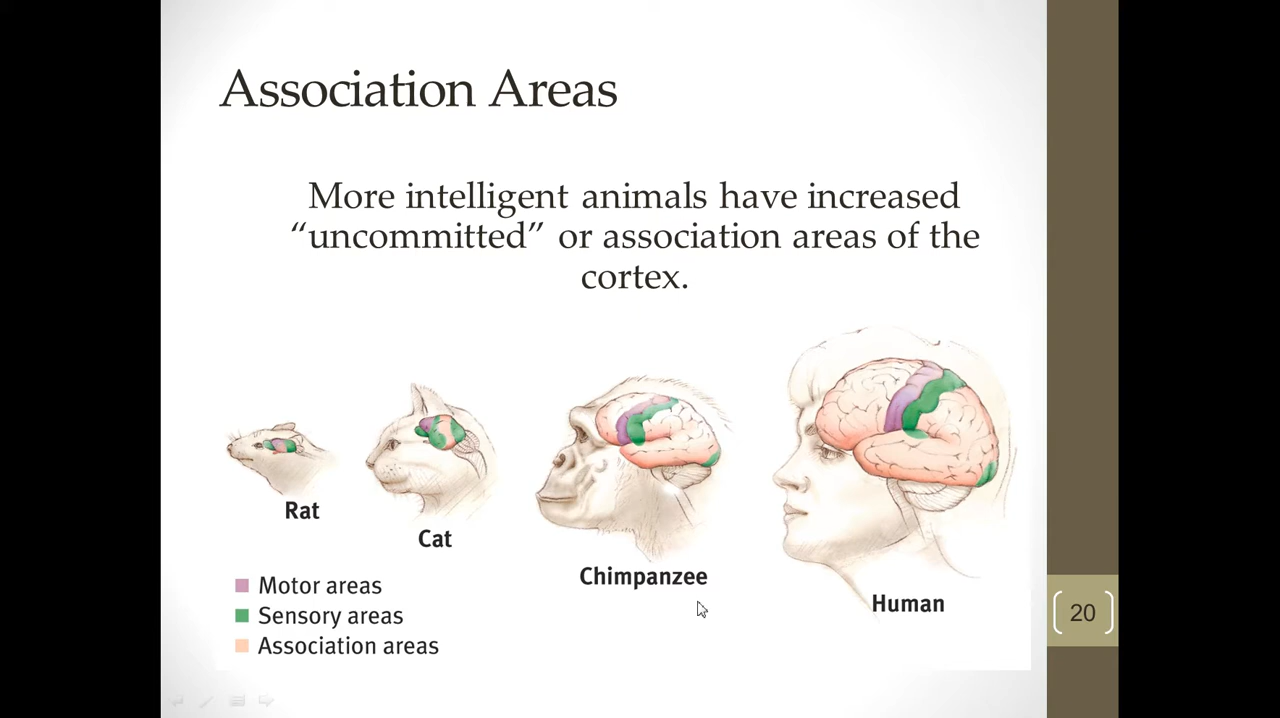 Association Areas
More intelligent animals have increased
“uncommitted” or association areas of the
cortex.
Rat
Cat
Chimpanzee
Human
Motor areas
Sensory areas
Association areas
20